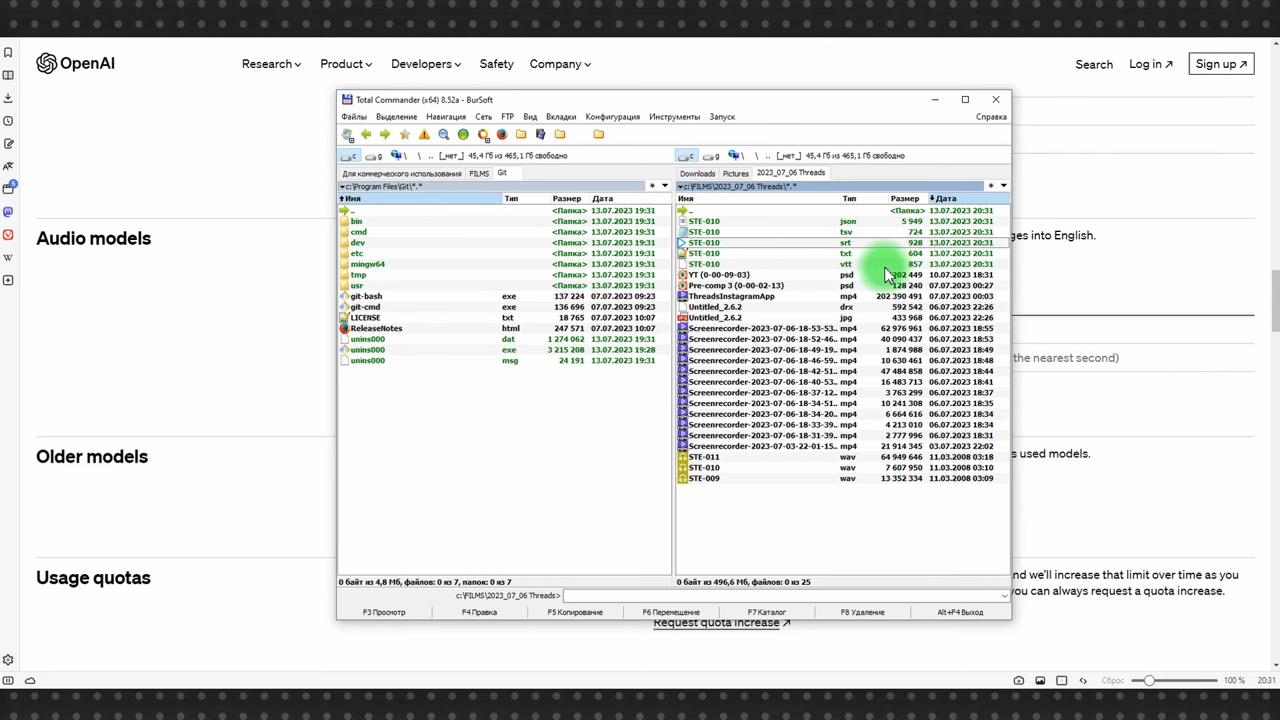 OpenAI
Research Product Developers Safety Company Search Log in ↗ Sign up ↗
Total Commander (x64) 8.52a - BurSoft
Файлы Выделение Навигация Сеть FTP Вид Вкладки Конфигурация Инструменты Запуск Справка
c g \ \ .. [_нет_] 45,4 Гб из 465,1 Гб свободно
c g \ \ .. [_нет_] 45,4 Гб из 465,1 Гб свободно
Для коммерческого использования FILMS Git
Downloads Pictures 2023_07_06 Threads
c:\Program Files\Git\*.* * ▼
c:\FILMS\2023_07_06 Threads\*.* * ▼
Имя Тип Размер Дата
..
bin <Папка> 13.07.2023 19:31
cmd <Папка> 13.07.2023 19:31
dev <Папка> 13.07.2023 19:31
etc <Папка> 13.07.2023 19:31
mingw64 <Папка> 13.07.2023 19:31
tmp <Папка> 13.07.2023 19:31
usr <Папка> 13.07.2023 19:31
git-bash exe 137 224 07.07.2023 09:23
git-cmd exe 136 696 07.07.2023 09:23
LICENSE txt 18 765 07.07.2023 10:07
ReleaseNotes html 247 571 07.07.2023 10:07
unins000 dat 1 274 062 13.07.2023 19:31
unins000 exe 3 215 208 13.07.2023 19:28
unins000 msg 24 191 13.07.2023 19:31
0 байт из 4,8 Мб, файлов: 0 из 7, папок: 0 из 7
Имя Тип Размер Дата
.. <Папка> 13.07.2023 20:31
STE-010 json 5 949 13.07.2023 20:31
STE-010 tsv 724 13.07.2023 20:31
STE-010 srt 928 13.07.2023 20:31
STE-010 txt 604 13.07.2023 20:31
STE-010 vtt 857 13.07.2023 20:31
YT (0-00-09-03) psd 202 449 10.07.2023 18:31
Pre-comp 3 (0-00-02-13) psd 128 240 07.07.2023 00:27
ThreadsInstagramApp mp4 202 390 491 07.07.2023 00:03
Untitled_2.6.2 drx 592 542 06.07.2023 22:26
Untitled_2.6.2 jpg 433 968 06.07.2023 22:26
Screenrecorder-2023-07-06-18-53-53.. mp4 62 976 961 06.07.2023 18:55
Screenrecorder-2023-07-06-18-52-46.. mp4 40 090 437 06.07.2023 18:53
Screenrecorder-2023-07-06-18-49-19.. mp4 1 874 988 06.07.2023 18:49
Screenrecorder-2023-07-06-18-46-59.. mp4 10 630 461 06.07.2023 18:48
Screenrecorder-2023-07-06-18-42-51.. mp4 47 484 858 06.07.2023 18:44
Screenrecorder-2023-07-06-18-40-53.. mp4 16 483 713 06.07.2023 18:41
Screenrecorder-2023-07-06-18-37-12.. mp4 3 763 299 06.07.2023 18:37
Screenrecorder-2023-07-06-18-34-51.. mp4 10 241 308 06.07.2023 18:35
Screenrecorder-2023-07-06-18-34-20.. mp4 6 664 616 06.07.2023 18:34
Screenrecorder-2023-07-06-18-33-39.. mp4 4 213 010 06.07.2023 18:34
Screenrecorder-2023-07-06-18-31-39.. mp4 2 777 996 06.07.2023 18:31
Screenrecorder-2023-07-03-22-01-15.. mp4 21 914 345 03.07.2023 22:02
STE-011 wav 64 949 646 11.03.2008 03:18
STE-010 wav 7 607 950 11.03.2008 03:10
STE-009 wav 13 352 334 11.03.2008 03:09
0 байт из 496,6 Мб, файлов: 0 из 25
c:\FILMS\2023_07_06 Threads>
F3 Просмотр F4 Правка F5 Копирование F6 Перемещение F7 Каталог F8 Удаление Alt+F4 Выход
Audio models
ges into English.
(the nearest second)
Older models
s used models.
Usage quotas
and we'll increase that limit over time as you
you can always request a quota increase.
Request quota increase ↗
Сброс 100 % 20:31